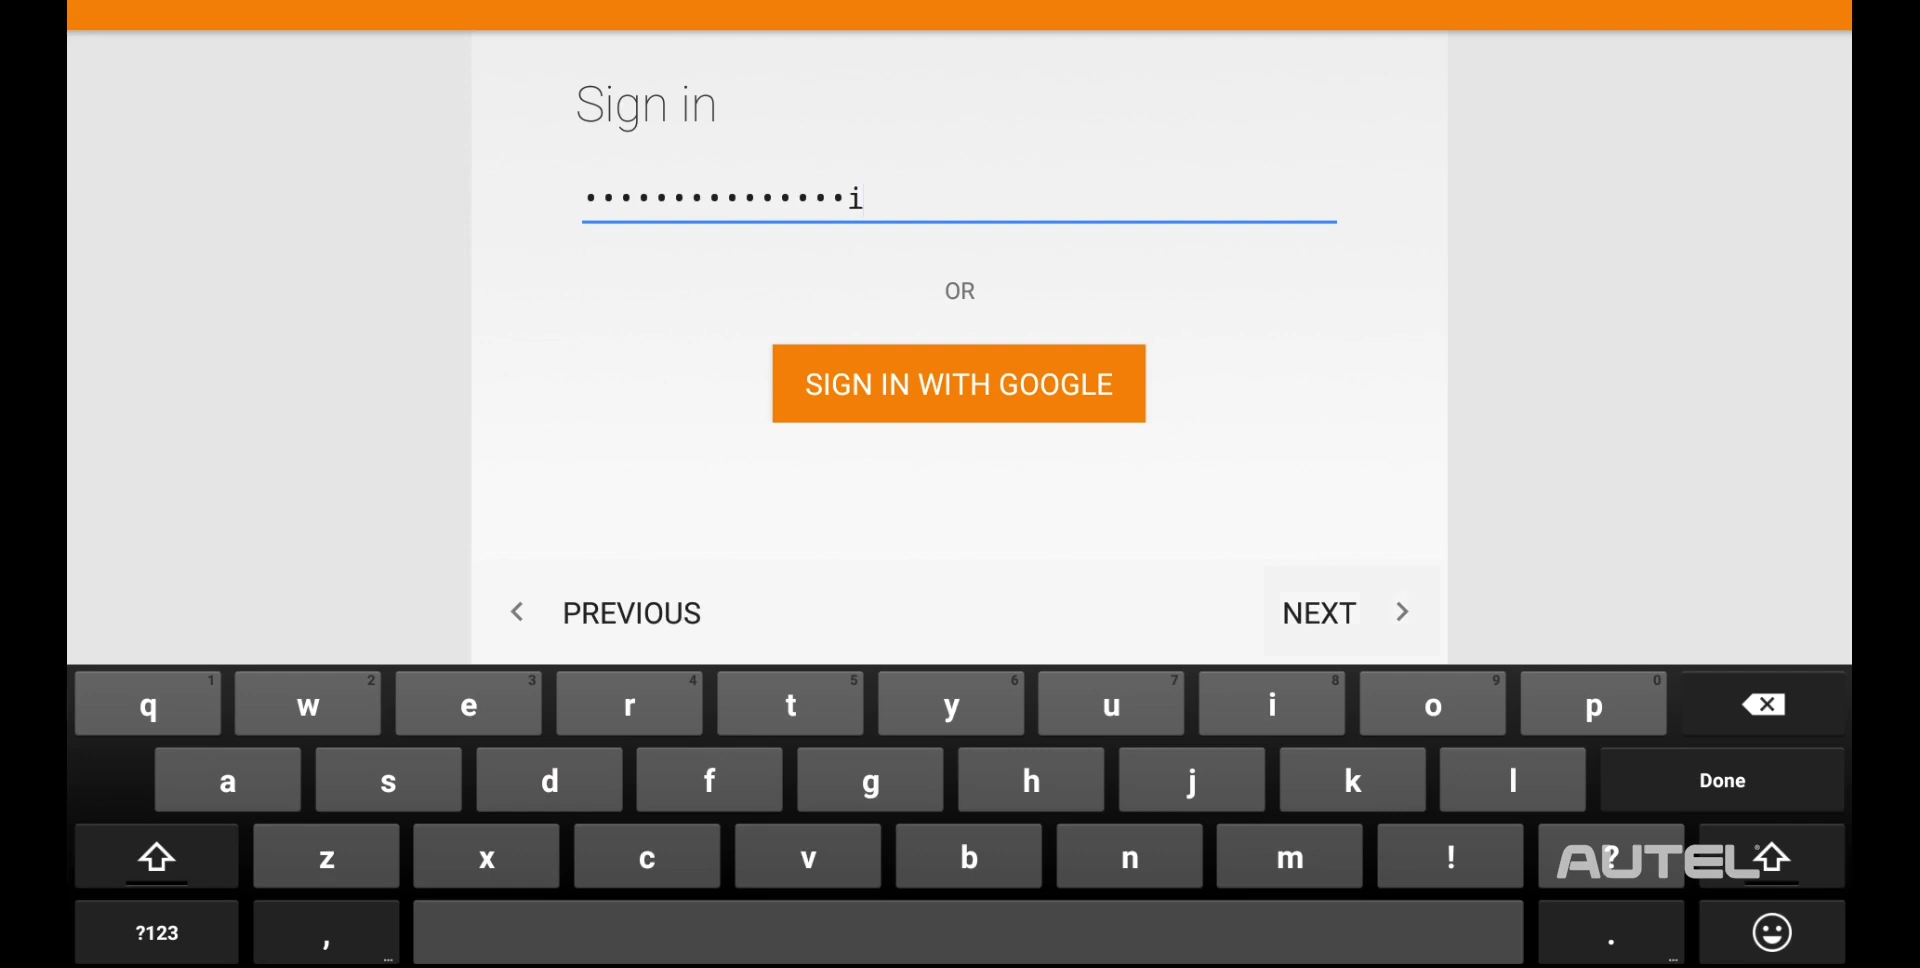 Sign in
•••••••••••••••i
OR
SIGN IN WITH GOOGLE
PREVIOUS
NEXT
q 1 w 2 e 3 r 4 t 5 y 6 u 7 i 8 o 9 p 0
a s d f g h j k l Done
z x c v b n m ! ?
AUTEL
?123 , ... . ...